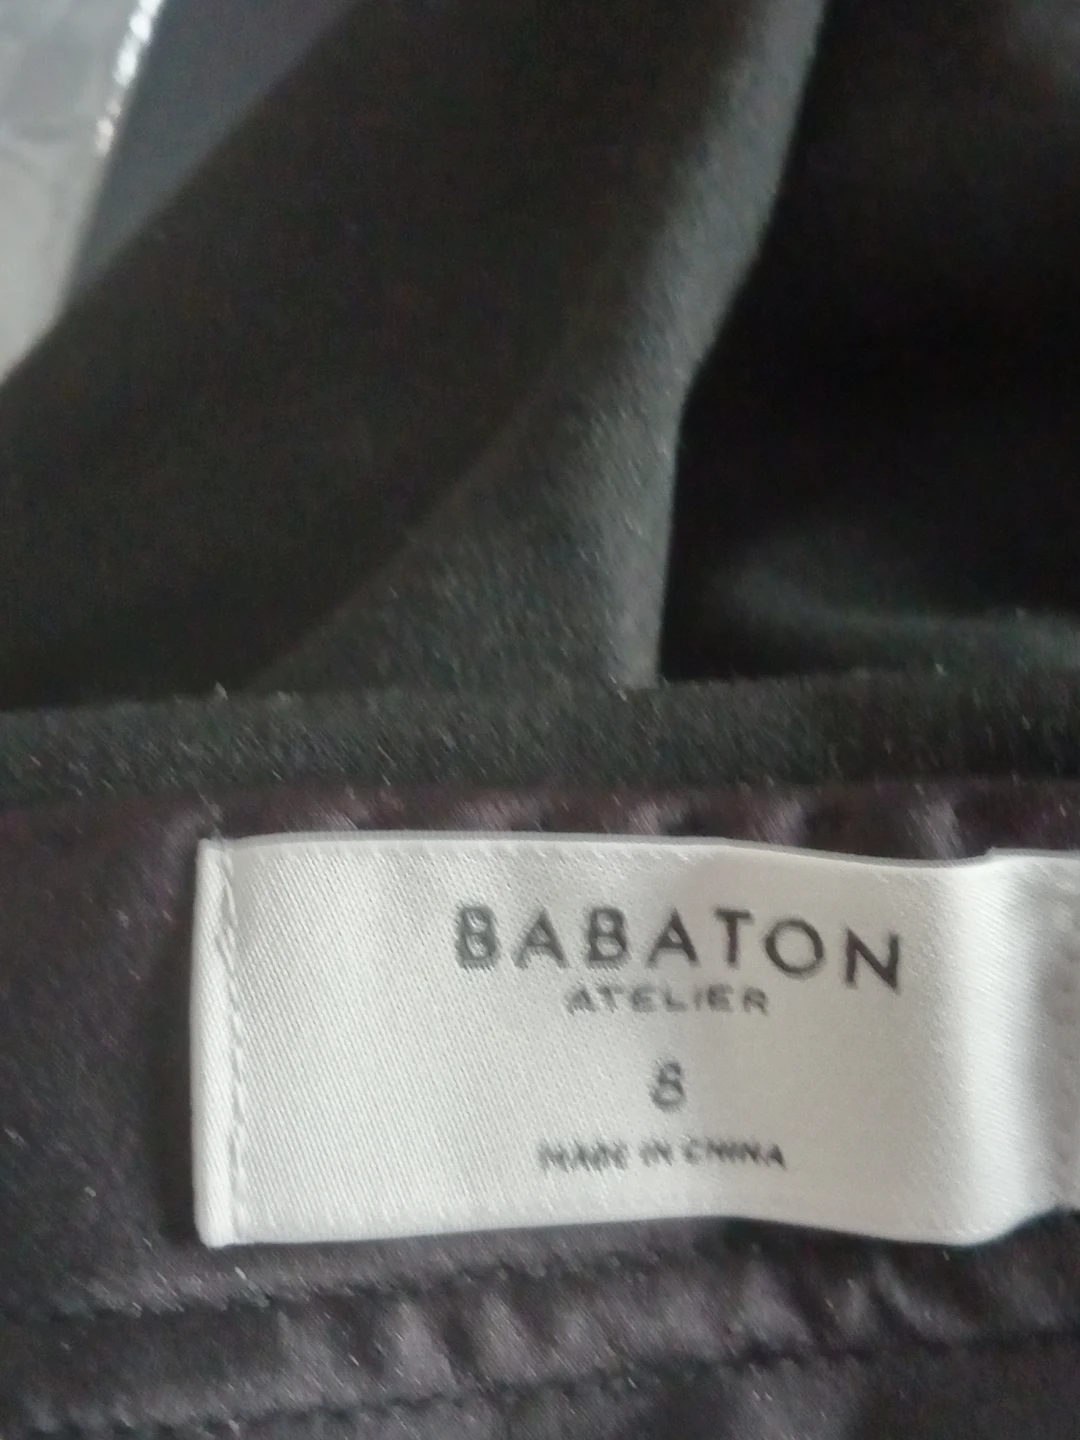 BABATON
ATELIER
8
MADE IN CHINA